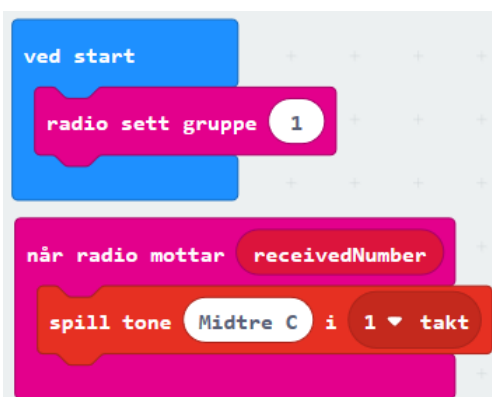 ved start
radio sett gruppe 1
når radio mottar receivedNumber
spill tone Midtre C i 1 takt